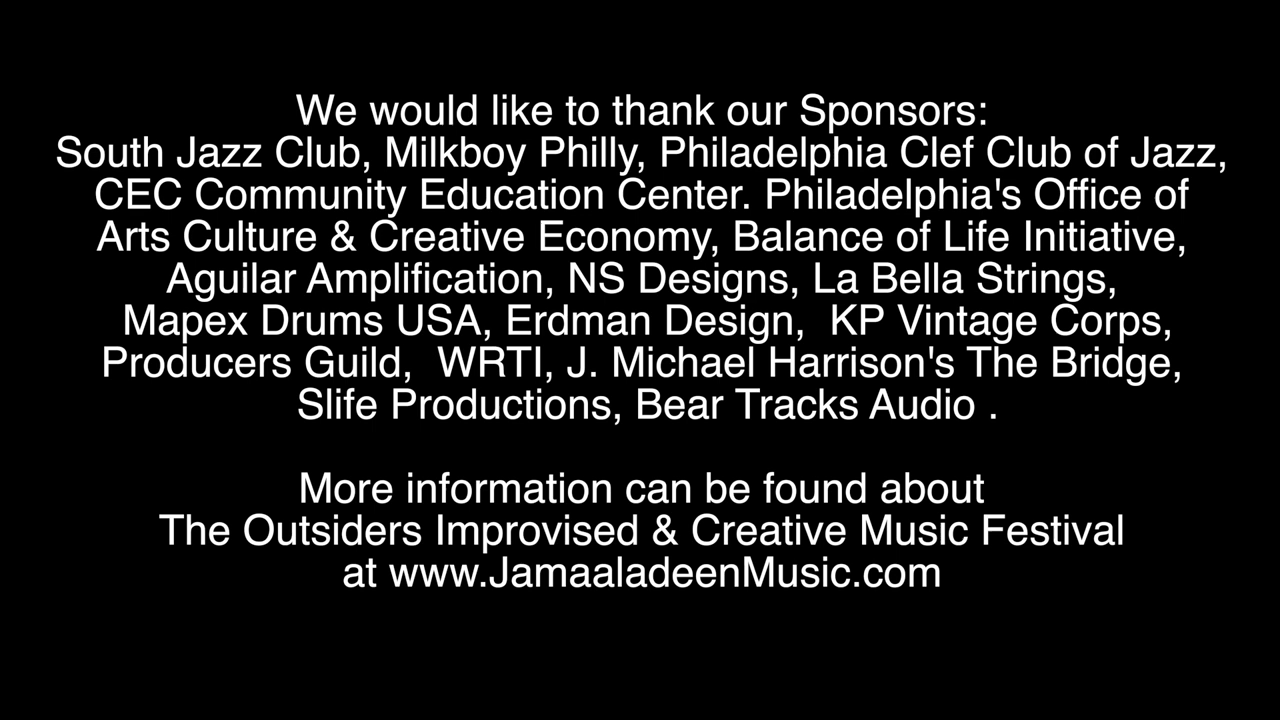 We would like to thank our Sponsors:
South Jazz Club, Milkboy Philly, Philadelphia Clef Club of Jazz,
CEC Community Education Center. Philadelphia's Office of
Arts Culture & Creative Economy, Balance of Life Initiative,
Aguilar Amplification, NS Designs, La Bella Strings,
Mapex Drums USA, Erdman Design,  KP Vintage Corps,
Producers Guild,  WRTI, J. Michael Harrison's The Bridge,
Slife Productions, Bear Tracks Audio .
More information can be found about
The Outsiders Improvised & Creative Music Festival
at www.JamaaladeenMusic.com